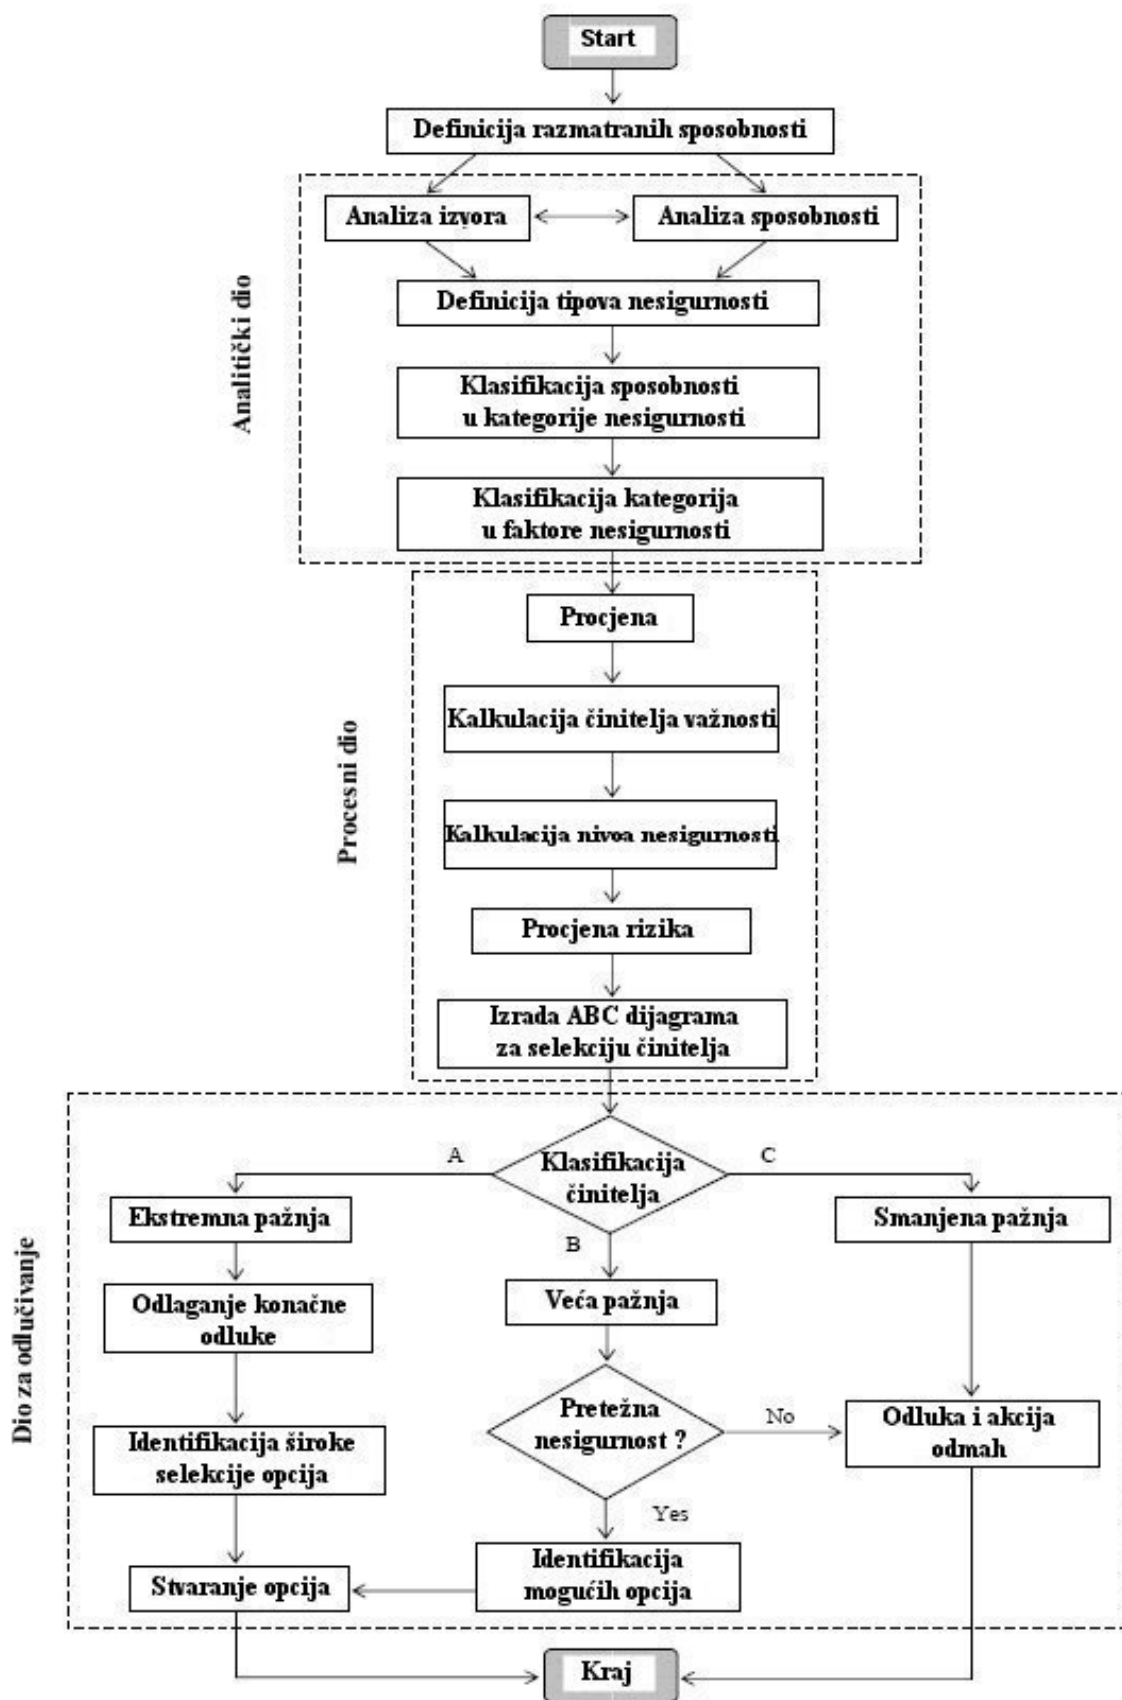 Start
Definicija razmatranih sposobnosti
Analiza izvora
Analiza sposobnosti
Definicija tipova nesigurnosti
Klasifikacija sposobnosti
u kategorije nesigurnosti
Klasifikacija kategorija
u faktore nesigurnosti
Analitički dio
Procjena
Kalkulacija činitelja važnosti
Kalkulacija nivoa nesigurnosti
Procjena rizika
Izrada ABC dijagrama
za selekciju činitelja
Procesni dio
Klasifikacija
činitelja
A
C
B
Ekstremna pažnja
Smanjena pažnja
Odlaganje konačne
odluke
Veća pažnja
Identifikacija široke
selekcije opcija
Pretežna
nesigurnost ?
No
Odluka i akcija
odmah
Yes
Stvaranje opcija
Identifikacija
mogućih opcija
Dio za odlučivanje
Kraj